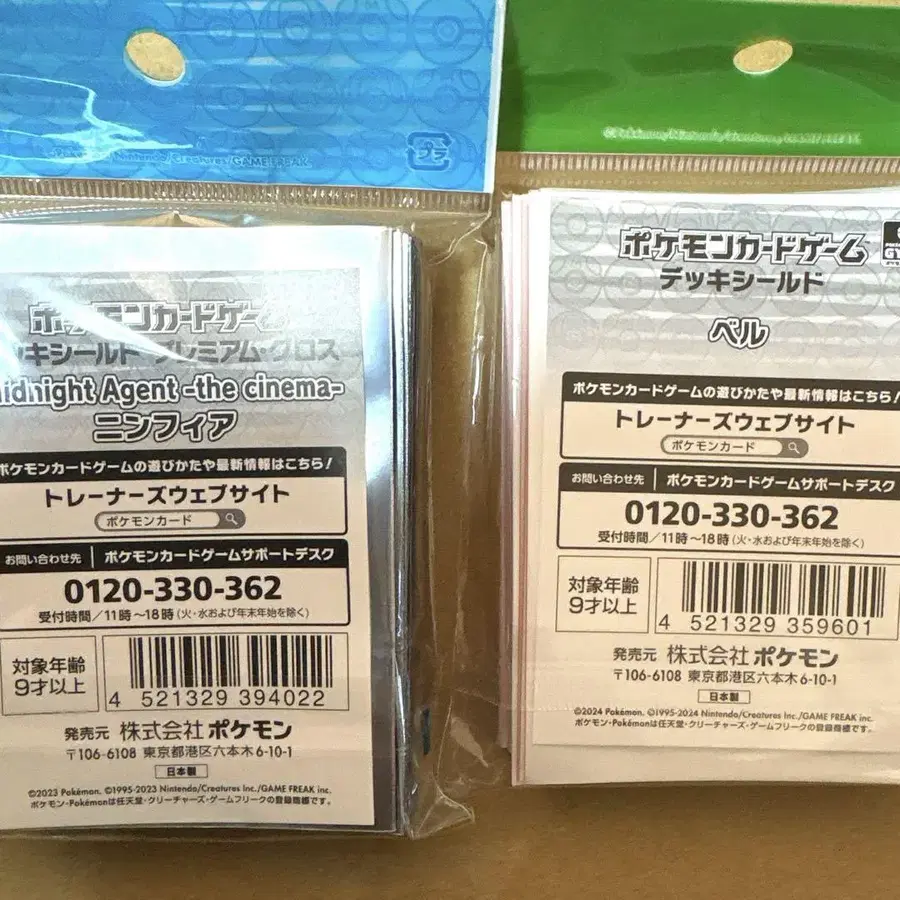 Nintendo/Creatures/GAME FREAK
プラ
ポケモンカードゲーム
ッキシールド プレミアム・グロス
idnight Agent -the cinema-
ニンフィア
ポケモンカードゲームの遊びかたや最新情報はこちら!
トレーナーズウェブサイト
ポケモンカード
お問い合わせ先 ポケモンカードゲームサポートデスク
0120-330-362
受付時間/11時~18時(火・水および年末年始を除く)
対象年齢
9才以上
4 521329 394022
発売元 株式会社 ポケモン
〒106-6108 東京都港区六本木6-10-1
日本製
©2023 Pokémon. ©1995-2023 Nintendo/Creatures Inc./GAME FREAK inc.
ポケモン・Pokémonは任天堂・クリーチャーズ・ゲームフリークの登録商標です。
ポケモンカードゲーム
デッキシールド
ベル
ポケモンカードゲームの遊びかたや最新情報はこちら!
トレーナーズウェブサイト
ポケモンカード
お問い合わせ先 ポケモンカードゲームサポートデスク
0120-330-362
受付時間/11時~18時(火・水および年末年始を除く)
対象年齢
9才以上
4 521329 359601
発売元 株式会社 ポケモン
〒106-6108 東京都港区六本木6-10-1
日本製
©2024 Pokémon. ©1995-2024 Nintendo/Creatures Inc./GAME FREAK inc.
ポケモン・Pokémonは任天堂・クリーチャーズ・ゲームフリークの登録商標です。